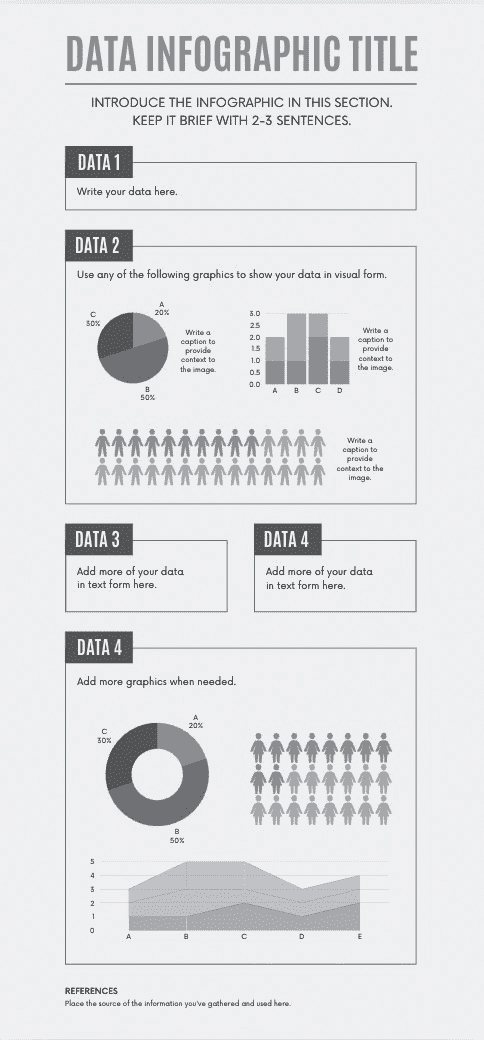 DATA INFOGRAPHIC TITLE
INTRODUCE THE INFOGRAPHIC IN THIS SECTION.
KEEP IT BRIEF WITH 2-3 SENTENCES.
DATA 1
Write your data here.
DATA 2
Use any of the following graphics to show your data in visual form.
A
20%
C
30%
B
50%
Write a
caption to
provide
context to
the image.
3.0
2.5
2.0
1.5
1.0
0.5
0.0
A B C D
Write a
caption to
provide
context to
the image.
Write a
caption to
provide
context to the
image.
DATA 3
Add more of your data
in text form here.
DATA 4
Add more of your data
in text form here.
DATA 4
Add more graphics when needed.
A
20%
C
30%
B
50%
5
4
3
2
1
0
A B C D E
REFERENCES
Place the source of the information you've gathered and used here.